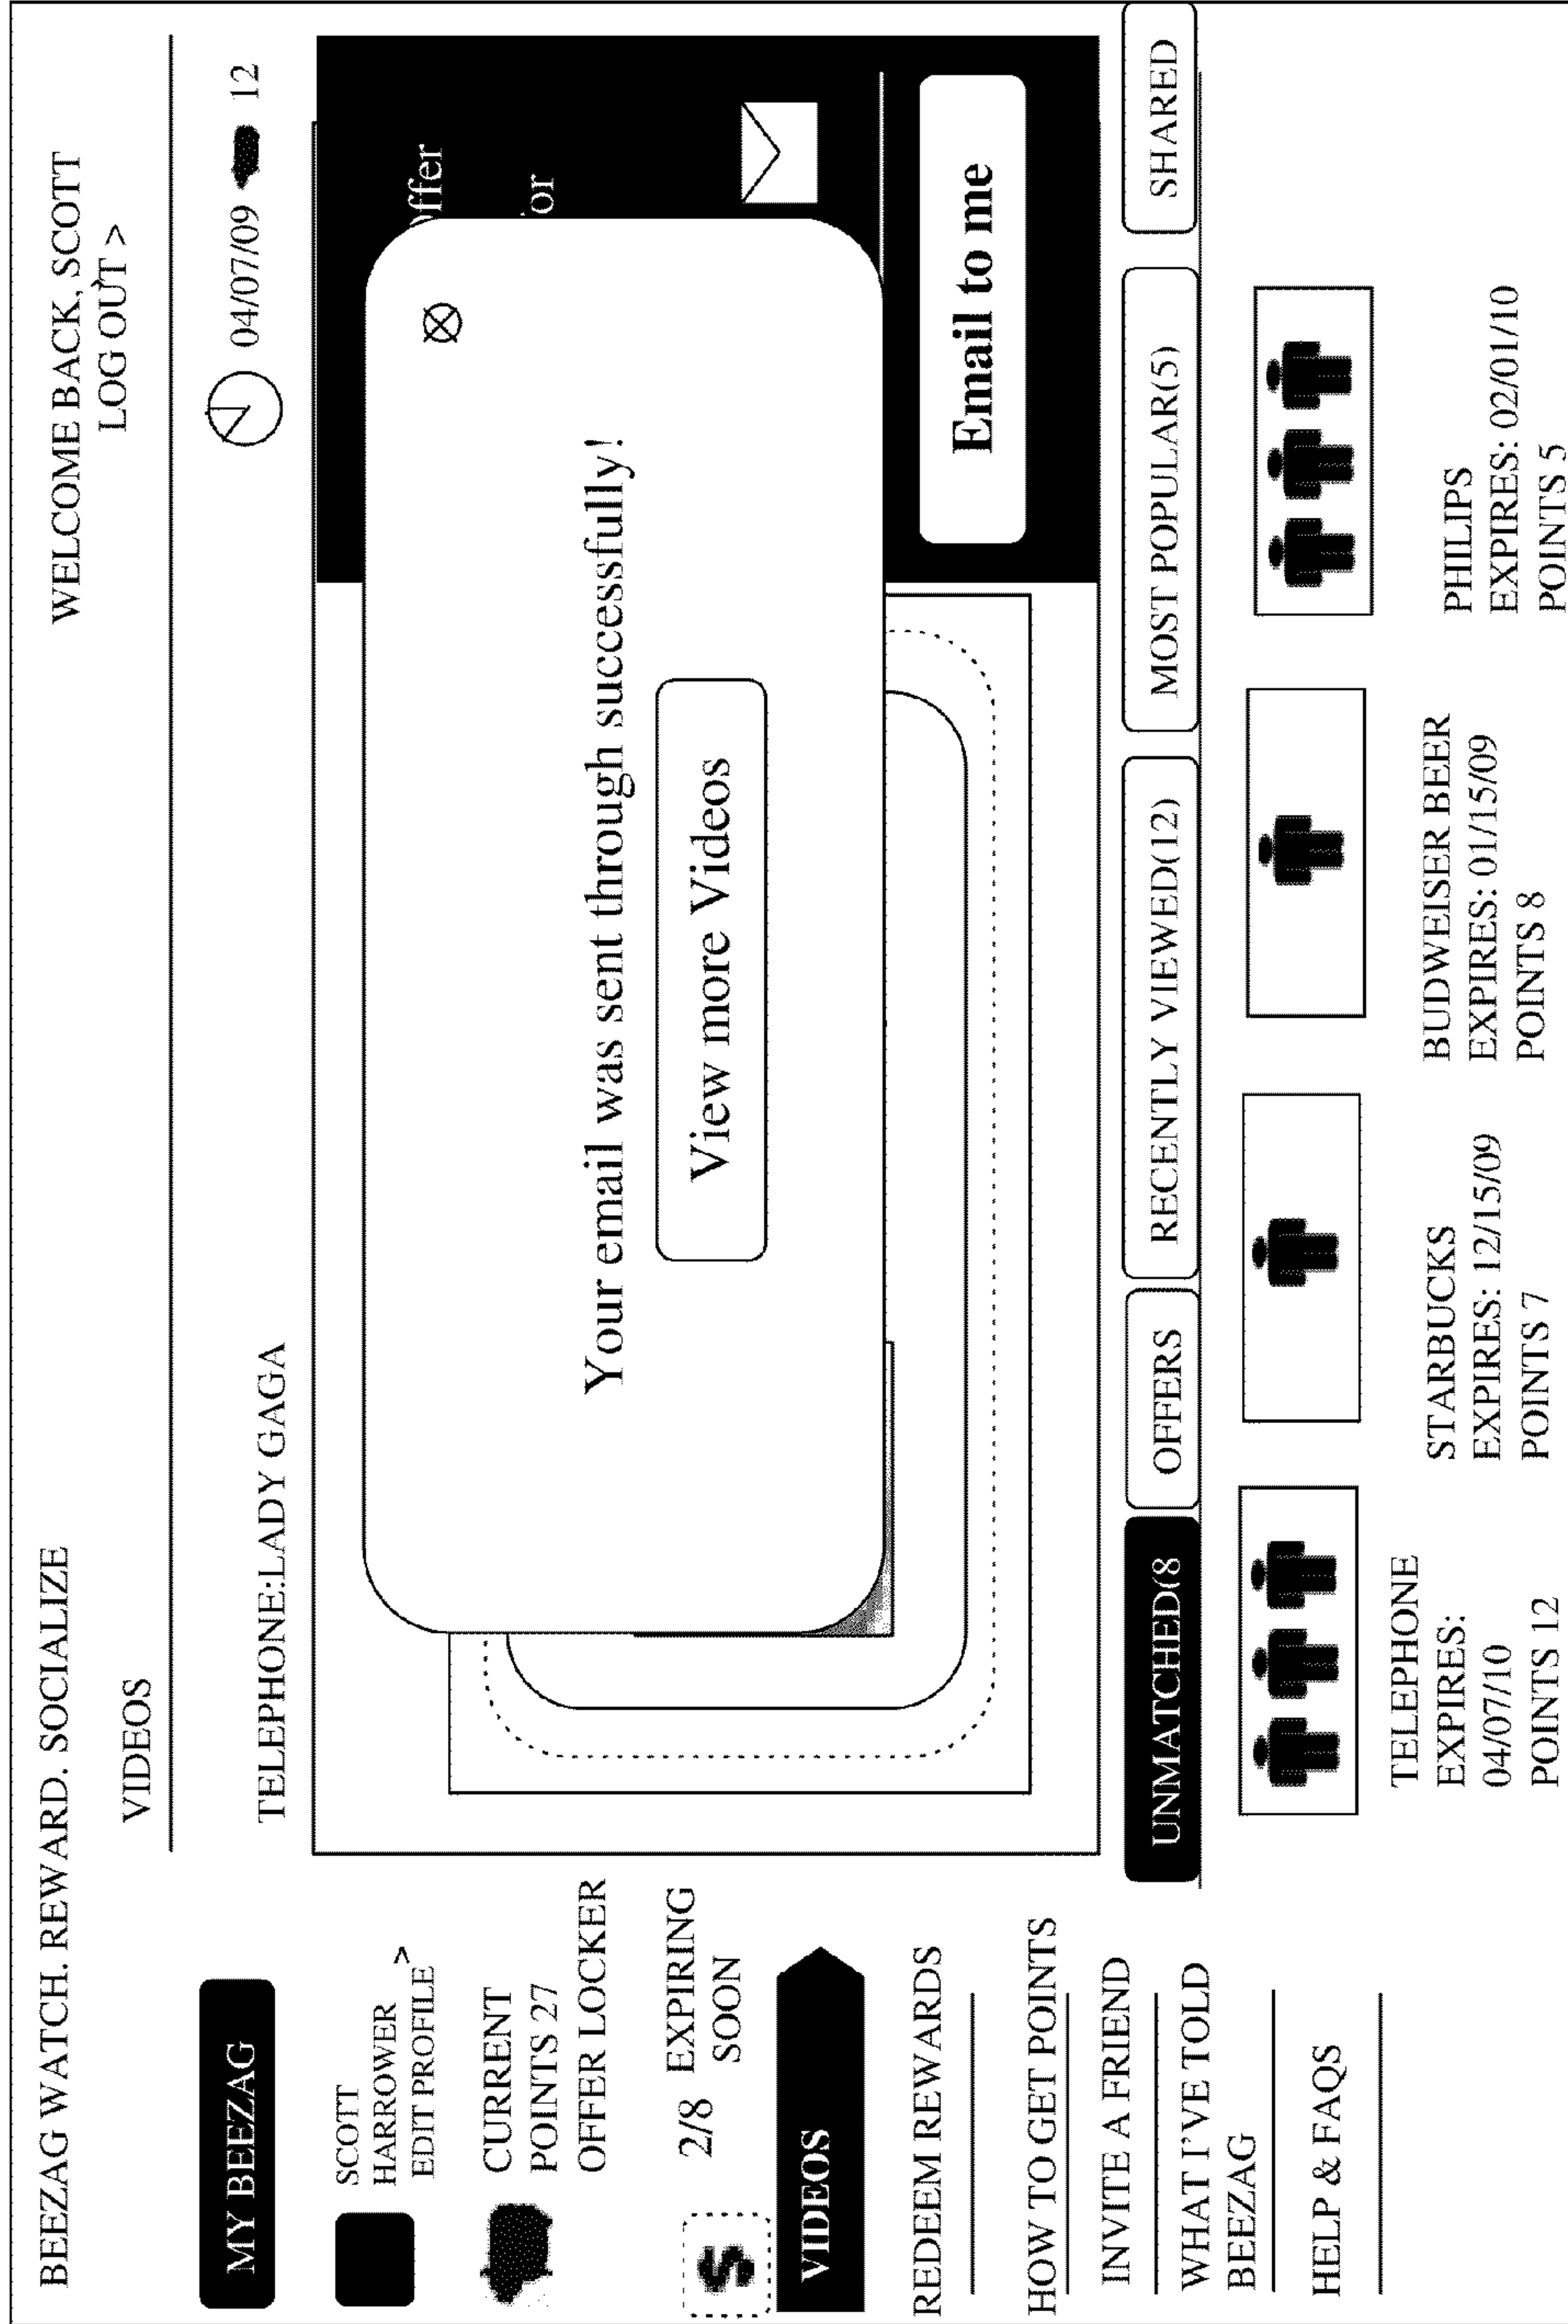 BEEZAG WATCH. REWARD. SOCIALIZE
WELCOME BACK, SCOTT
LOG OUT >
VIDEOS
MY BEEZAG
SCOTT
HARROWER
EDIT PROFILE >
CURRENT
POINTS 27
OFFER LOCKER
2/8 EXPIRING
SOON
VIDEOS
REDEEM REWARDS
HOW TO GET POINTS
INVITE A FRIEND
WHAT I'VE TOLD
BEEZAG
HELP & FAQS
TELEPHONE:LADY GAGA
04/07/09 12
Your email was sent through successfully!
View more Videos
Email to me
UNMATCHED(8
OFFERS
RECENTLY VIEWED(12)
MOST POPULAR(5)
SHARED
TELEPHONE
EXPIRES:
04/07/10
POINTS 12
STARBUCKS
EXPIRES: 12/15/09
POINTS 7
BUDWEISER BEER
EXPIRES: 01/15/09
POINTS 8
PHILIPS
EXPIRES: 02/01/10
POINTS 5